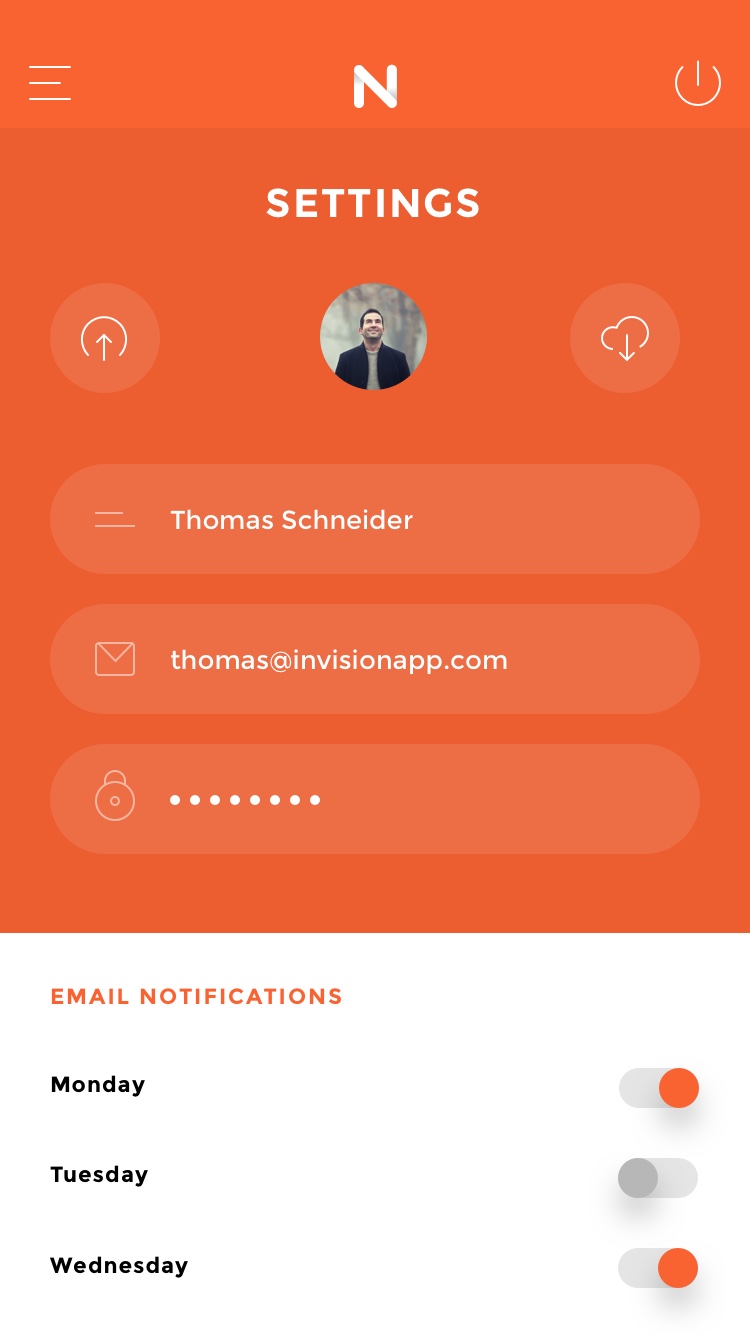 N
SETTINGS
Thomas Schneider
thomas@invisionapp.com
••••••••
EMAIL NOTIFICATIONS
Monday
Tuesday
Wednesday